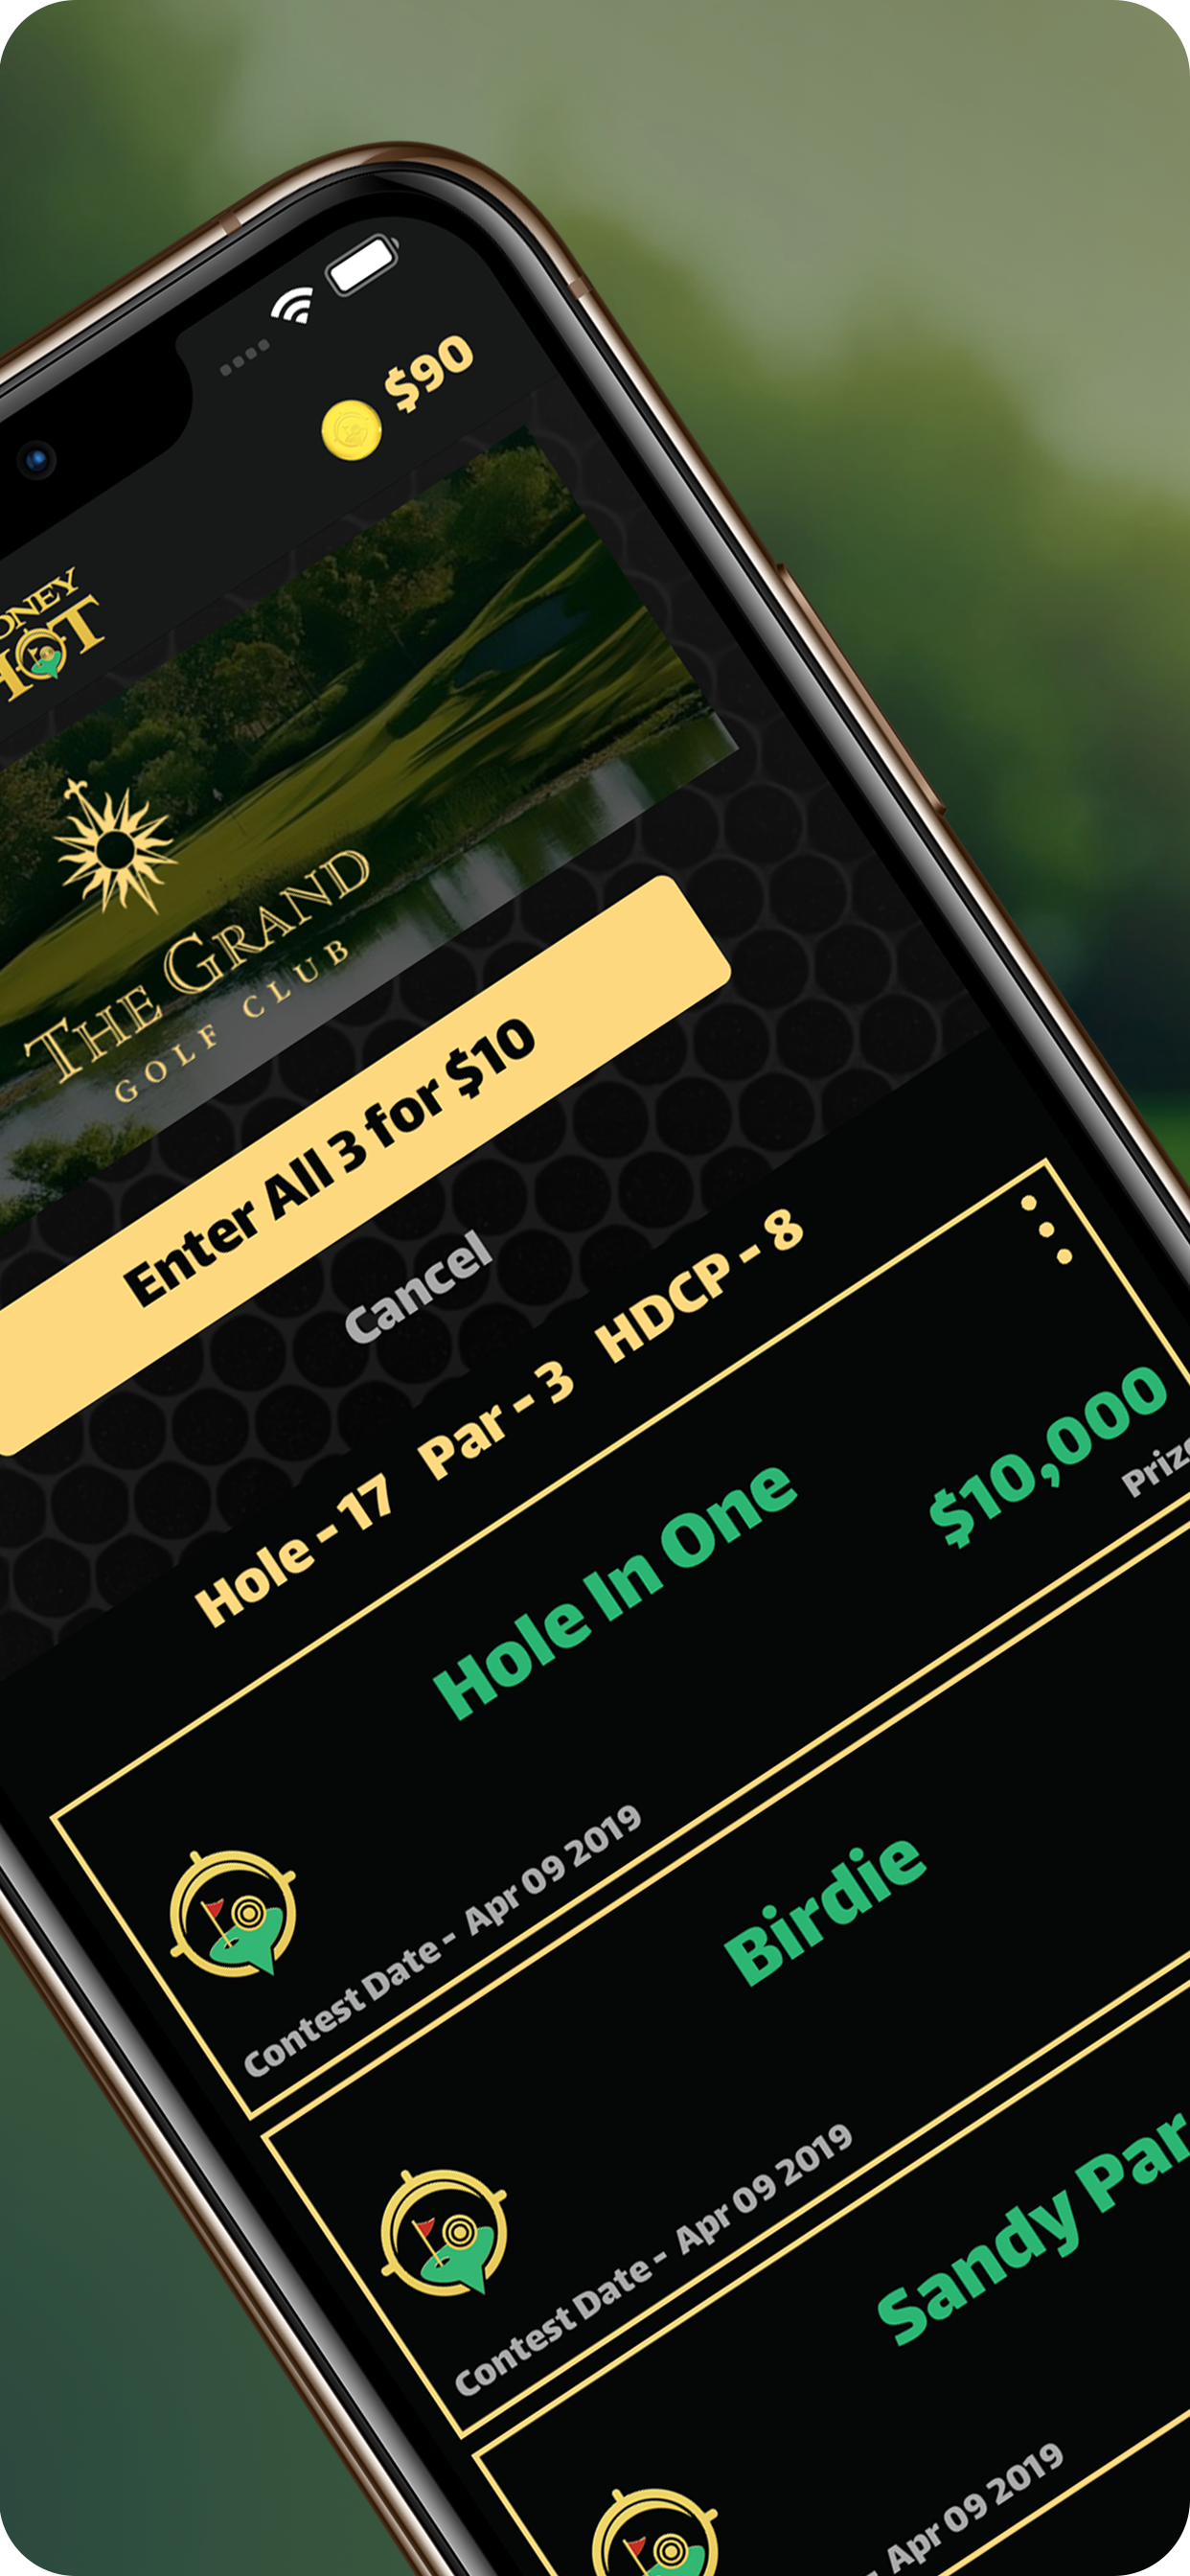 $90
ONEY
HOT
THE GRAND
GOLF CLUB
Enter All 3 for $10
Cancel
Hole - 17 Par - 3 HDCP - 8
Hole In One
$10,000
Contest Date - Apr 09 2019
Birdie
Contest Date - Apr 09 2019
Sandy Par
- Apr 09 2019